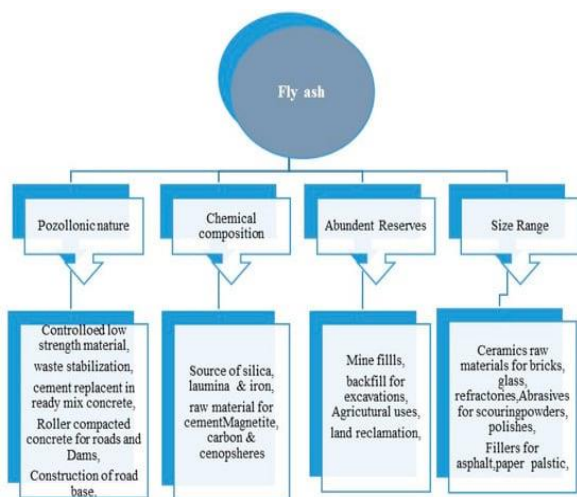 Fly ash
Pozollonic nature
Chemical
composition
Abundent Reserves
Size Range
Controlloed low
strength material,
waste stabilization,
cement replacent in
ready mix concrete,
Roller compacted
concrete for roads and
Dams,
Construction of road
base.
Source of silica,
laumina & iron,
raw material for
cementMagnetite,
carbon &
cenopsheres
Mine fillls,
backfill for
excavations,
Agricutural uses,
land reclamation,
Ceramics raw
materials for bricks,
glass,
refractories,Abrasives
for scouringpowders,
polishes,
Fillers for
asphalt,paper palstic,